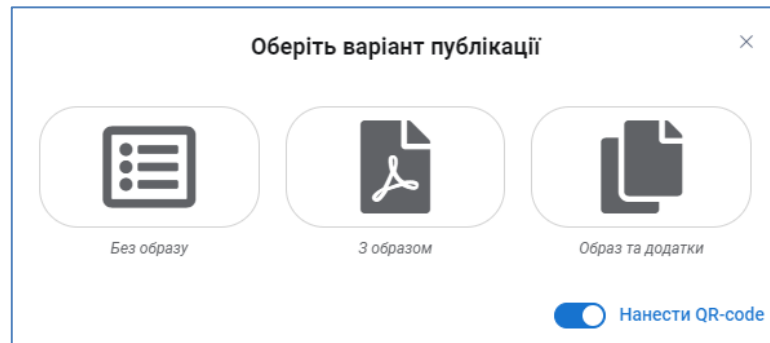 Оберіть варіант публікації
Без образу
З образом
Образ та додатки
Нанести QR-code